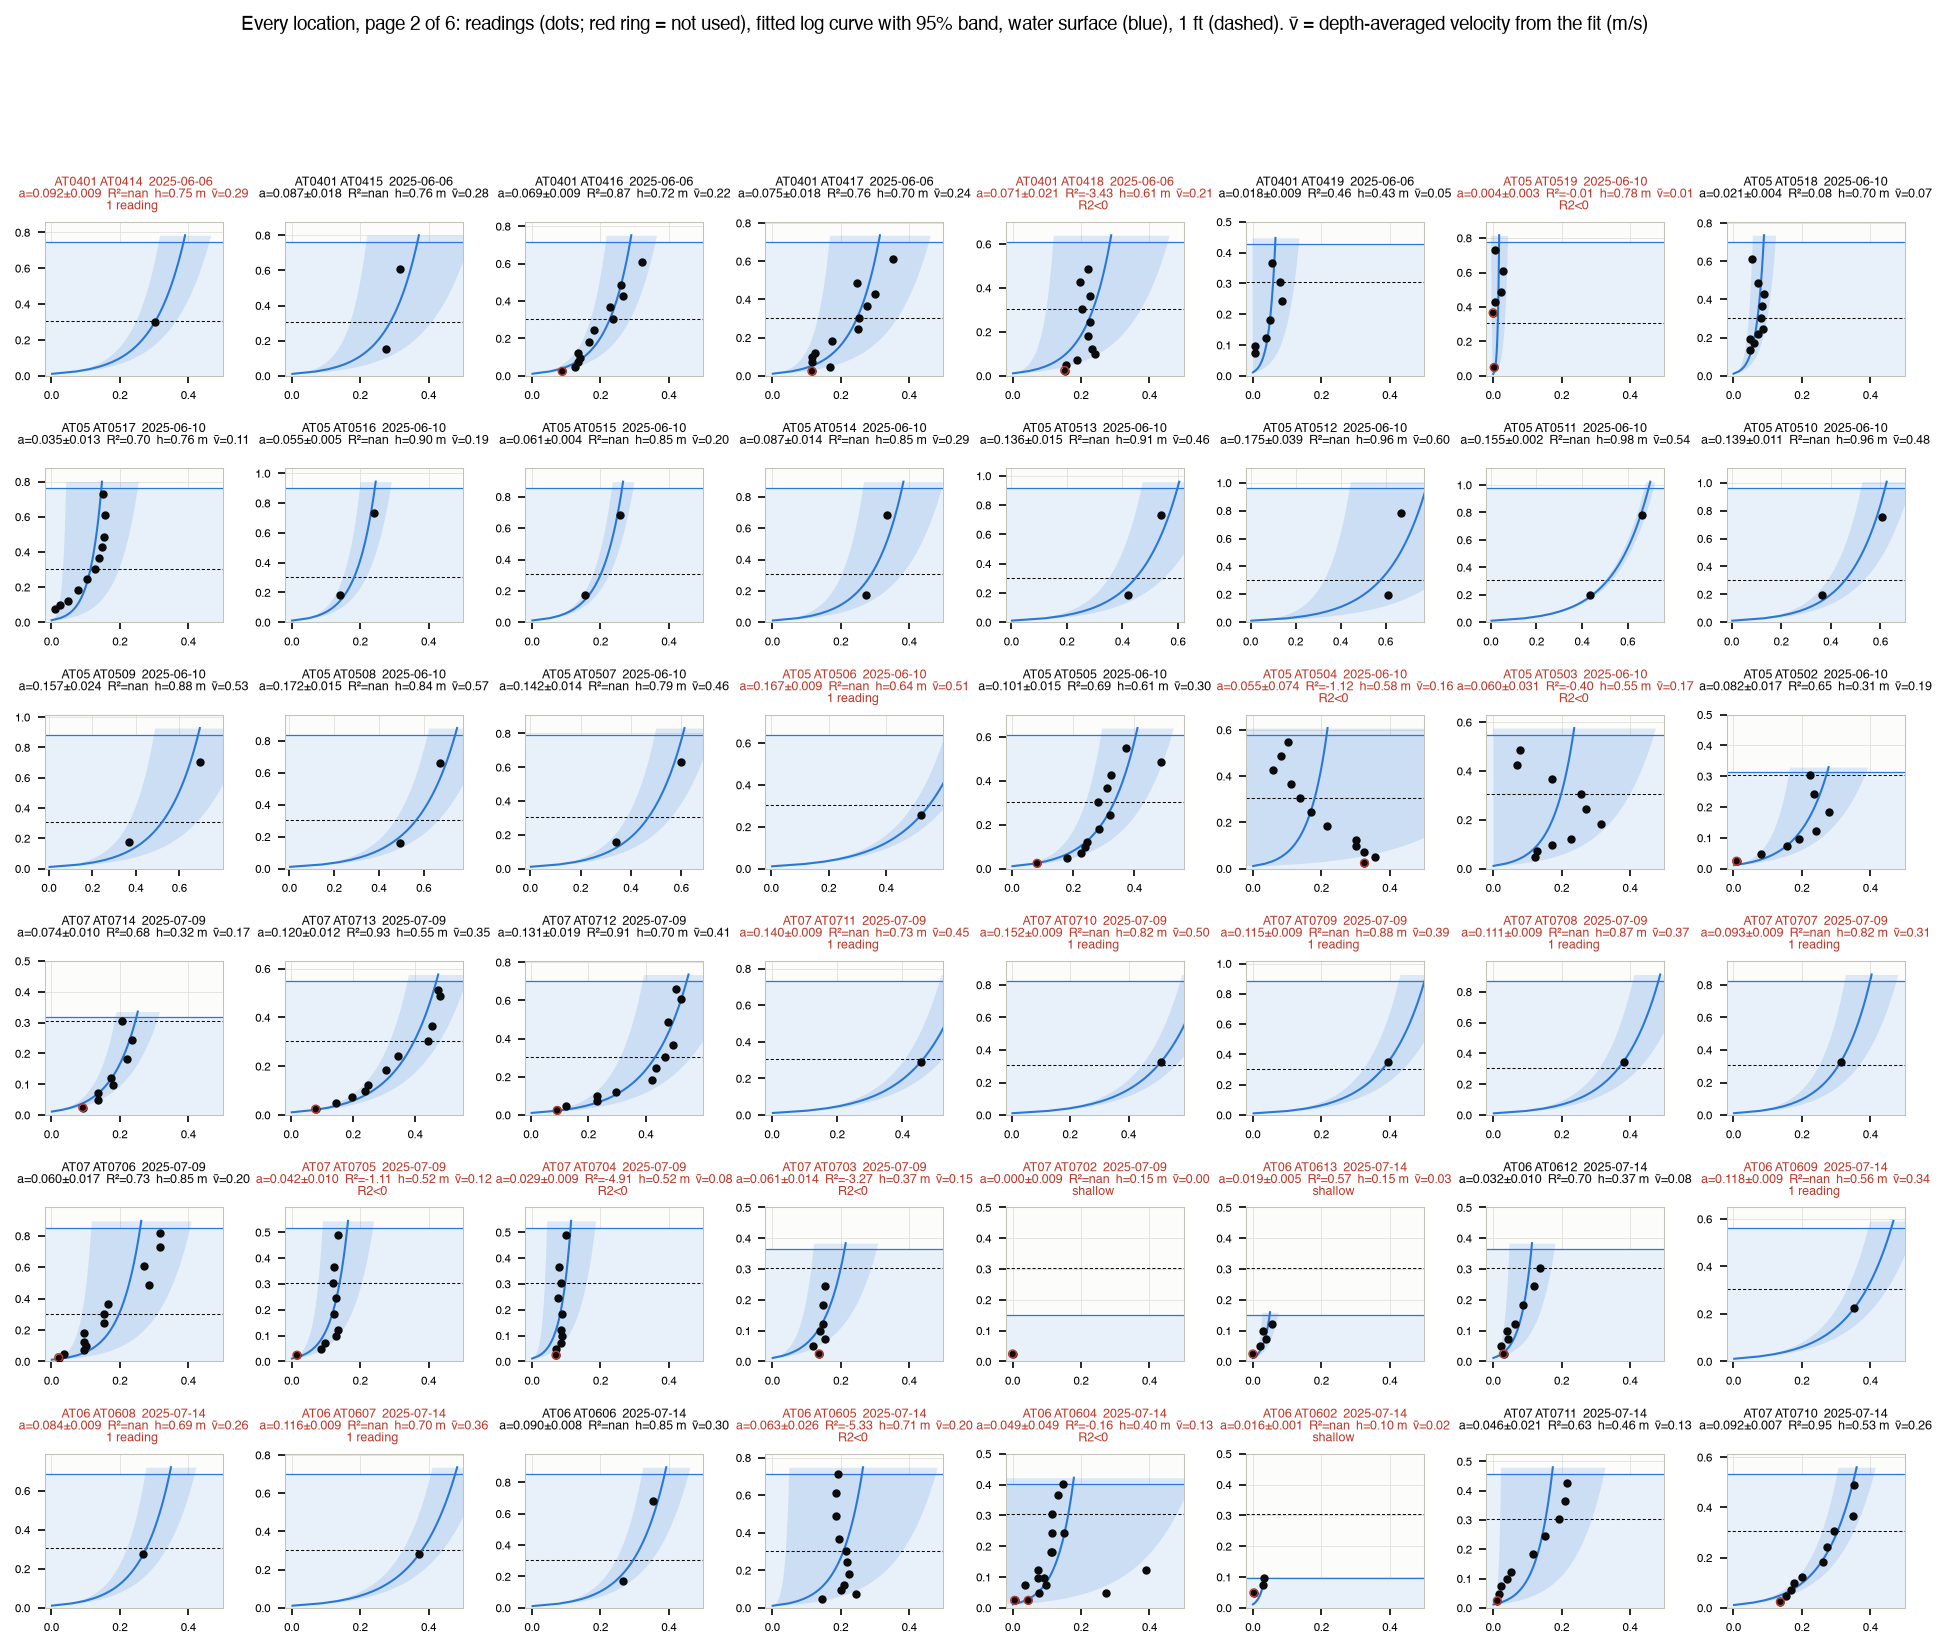 Every location, page 2 of 6: readings (dots; red ring = not used), fitted log curve with 95% band, water surface (blue), 1 ft (dashed). v̄ = depth-averaged velocity from the fit (m/s)
AT0401 AT0414 2025-06-06
a=0.092±0.009 R²=nan h=0.75 m v̄=0.29
1 reading
AT0401 AT0415 2025-06-06
a=0.087±0.018 R²=nan h=0.76 m v̄=0.28
AT0401 AT0416 2025-06-06
a=0.069±0.009 R²=0.87 h=0.72 m v̄=0.22
AT0401 AT0417 2025-06-06
a=0.075±0.018 R²=0.76 h=0.70 m v̄=0.24
AT0401 AT0418 2025-06-06
a=0.071±0.021 R²=-3.43 h=0.61 m v̄=0.21
R2<0
AT0401 AT0419 2025-06-06
a=0.018±0.009 R²=0.46 h=0.43 m v̄=0.05
AT05 AT0519 2025-06-10
a=0.004±0.003 R²=-0.01 h=0.78 m v̄=0.01
R2<0
AT05 AT0518 2025-06-10
a=0.021±0.004 R²=0.08 h=0.70 m v̄=0.07
AT05 AT0517 2025-06-10
a=0.035±0.013 R²=0.70 h=0.76 m v̄=0.11
AT05 AT0516 2025-06-10
a=0.055±0.005 R²=nan h=0.90 m v̄=0.19
AT05 AT0515 2025-06-10
a=0.061±0.004 R²=nan h=0.85 m v̄=0.20
AT05 AT0514 2025-06-10
a=0.087±0.014 R²=nan h=0.85 m v̄=0.29
AT05 AT0513 2025-06-10
a=0.136±0.015 R²=nan h=0.91 m v̄=0.46
AT05 AT0512 2025-06-10
a=0.175±0.039 R²=nan h=0.96 m v̄=0.60
AT05 AT0511 2025-06-10
a=0.155±0.002 R²=nan h=0.98 m v̄=0.54
AT05 AT0510 2025-06-10
a=0.139±0.011 R²=nan h=0.96 m v̄=0.48
AT05 AT0509 2025-06-10
a=0.157±0.024 R²=nan h=0.88 m v̄=0.53
AT05 AT0508 2025-06-10
a=0.172±0.015 R²=nan h=0.84 m v̄=0.57
AT05 AT0507 2025-06-10
a=0.142±0.014 R²=nan h=0.79 m v̄=0.46
AT05 AT0506 2025-06-10
a=0.167±0.009 R²=nan h=0.64 m v̄=0.51
1 reading
AT05 AT0505 2025-06-10
a=0.101±0.015 R²=0.69 h=0.61 m v̄=0.30
AT05 AT0504 2025-06-10
a=0.055±0.074 R²=-1.12 h=0.58 m v̄=0.16
R2<0
AT05 AT0503 2025-06-10
a=0.060±0.031 R²=-0.40 h=0.55 m v̄=0.17
R2<0
AT05 AT0502 2025-06-10
a=0.082±0.017 R²=0.65 h=0.31 m v̄=0.19
AT07 AT0714 2025-07-09
a=0.074±0.010 R²=0.68 h=0.32 m v̄=0.17
AT07 AT0713 2025-07-09
a=0.120±0.012 R²=0.93 h=0.55 m v̄=0.35
AT07 AT0712 2025-07-09
a=0.131±0.019 R²=0.91 h=0.70 m v̄=0.41
AT07 AT0711 2025-07-09
a=0.140±0.009 R²=nan h=0.73 m v̄=0.45
1 reading
AT07 AT0710 2025-07-09
a=0.152±0.009 R²=nan h=0.82 m v̄=0.50
1 reading
AT07 AT0709 2025-07-09
a=0.115±0.009 R²=nan h=0.88 m v̄=0.39
1 reading
AT07 AT0708 2025-07-09
a=0.111±0.009 R²=nan h=0.87 m v̄=0.37
1 reading
AT07 AT0707 2025-07-09
a=0.093±0.009 R²=nan h=0.82 m v̄=0.31
1 reading
AT07 AT0706 2025-07-09
a=0.060±0.017 R²=0.73 h=0.85 m v̄=0.20
AT07 AT0705 2025-07-09
a=0.042±0.010 R²=-1.11 h=0.52 m v̄=0.12
R2<0
AT07 AT0704 2025-07-09
a=0.029±0.009 R²=-4.91 h=0.52 m v̄=0.08
R2<0
AT07 AT0703 2025-07-09
a=0.061±0.014 R²=-3.27 h=0.37 m v̄=0.15
R2<0
AT07 AT0702 2025-07-09
a=0.000±0.009 R²=nan h=0.15 m v̄=0.00
shallow
AT06 AT0613 2025-07-14
a=0.019±0.005 R²=0.57 h=0.15 m v̄=0.03
shallow
AT06 AT0612 2025-07-14
a=0.032±0.010 R²=0.70 h=0.37 m v̄=0.08
AT06 AT0609 2025-07-14
a=0.118±0.009 R²=nan h=0.56 m v̄=0.34
1 reading
AT06 AT0608 2025-07-14
a=0.084±0.009 R²=nan h=0.69 m v̄=0.26
1 reading
AT06 AT0607 2025-07-14
a=0.116±0.009 R²=nan h=0.70 m v̄=0.36
1 reading
AT06 AT0606 2025-07-14
a=0.090±0.008 R²=nan h=0.85 m v̄=0.30
AT06 AT0605 2025-07-14
a=0.063±0.026 R²=-5.33 h=0.71 m v̄=0.20
R2<0
AT06 AT0604 2025-07-14
a=0.049±0.049 R²=-0.16 h=0.40 m v̄=0.13
R2<0
AT06 AT0602 2025-07-14
a=0.016±0.001 R²=nan h=0.10 m v̄=0.02
shallow
AT07 AT0711 2025-07-14
a=0.046±0.021 R²=0.63 h=0.46 m v̄=0.13
AT07 AT0710 2025-07-14
a=0.092±0.007 R²=0.95 h=0.53 m v̄=0.26